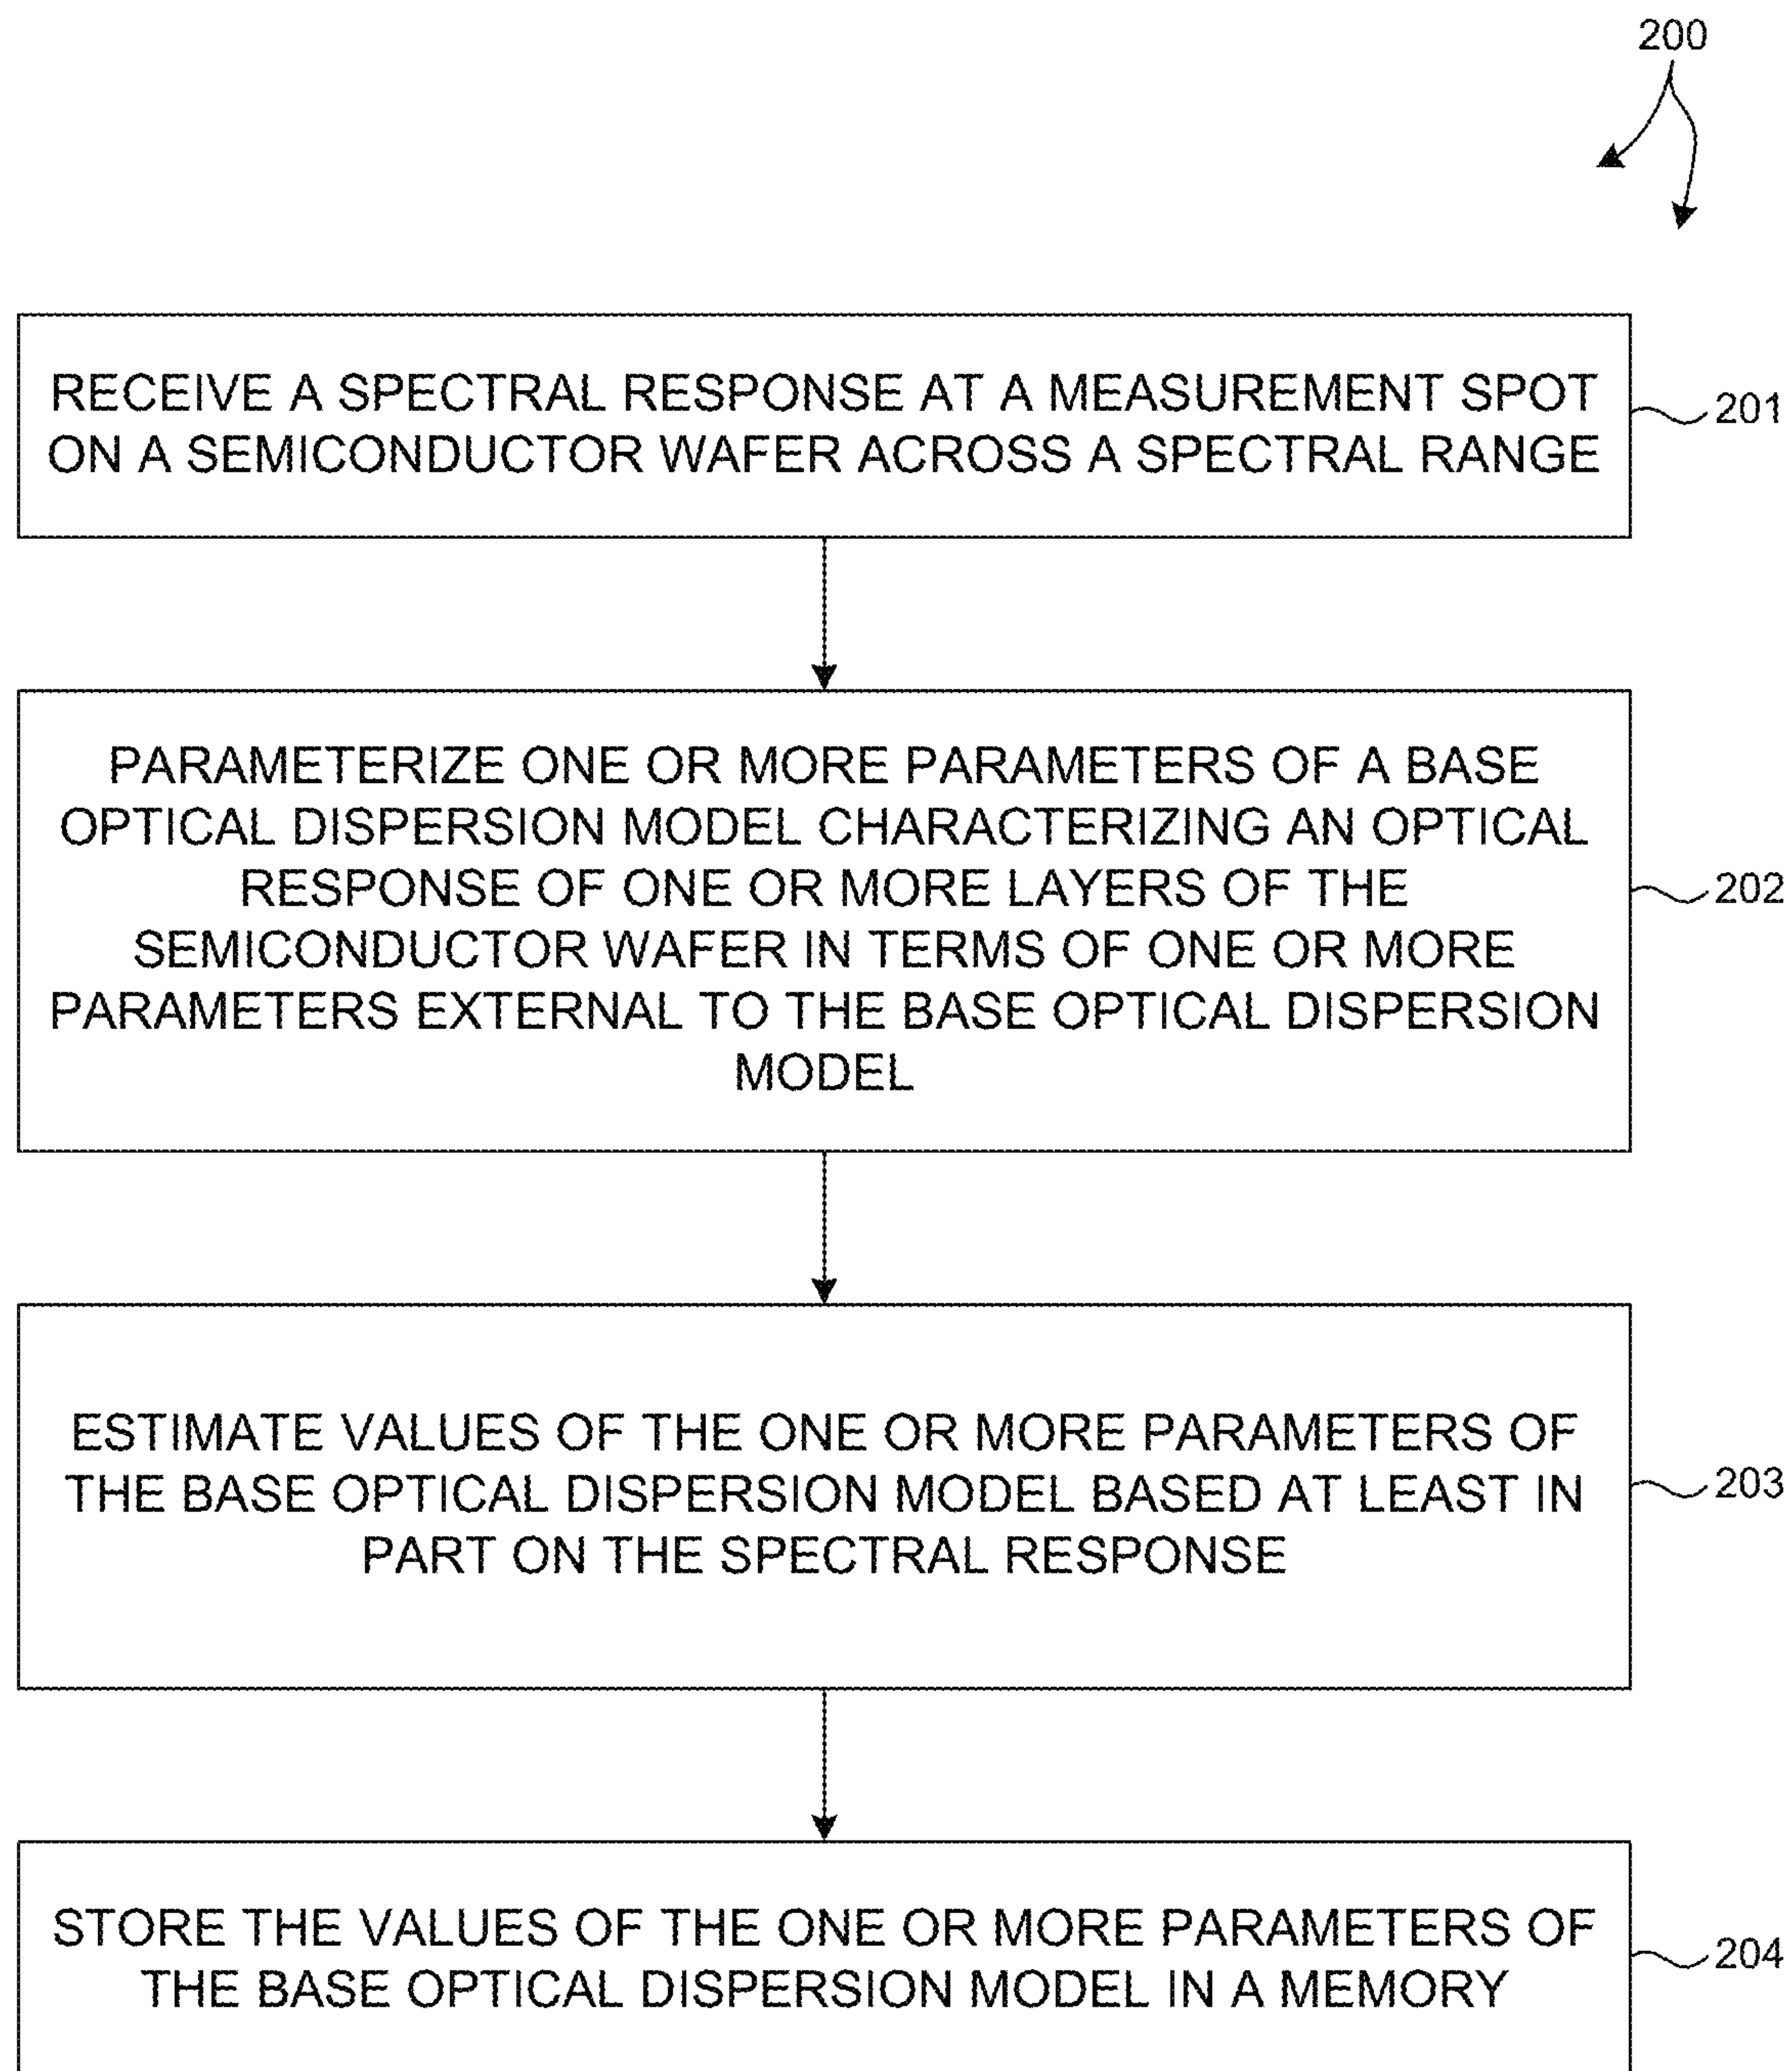 200
RECEIVE A SPECTRAL RESPONSE AT A MEASUREMENT SPOT
ON A SEMICONDUCTOR WAFER ACROSS A SPECTRAL RANGE
201
PARAMETERIZE ONE OR MORE PARAMETERS OF A BASE
OPTICAL DISPERSION MODEL CHARACTERIZING AN OPTICAL
RESPONSE OF ONE OR MORE LAYERS OF THE
SEMICONDUCTOR WAFER IN TERMS OF ONE OR MORE
PARAMETERS EXTERNAL TO THE BASE OPTICAL DISPERSION
MODEL
202
ESTIMATE VALUES OF THE ONE OR MORE PARAMETERS OF
THE BASE OPTICAL DISPERSION MODEL BASED AT LEAST IN
PART ON THE SPECTRAL RESPONSE
203
STORE THE VALUES OF THE ONE OR MORE PARAMETERS OF
THE BASE OPTICAL DISPERSION MODEL IN A MEMORY
204